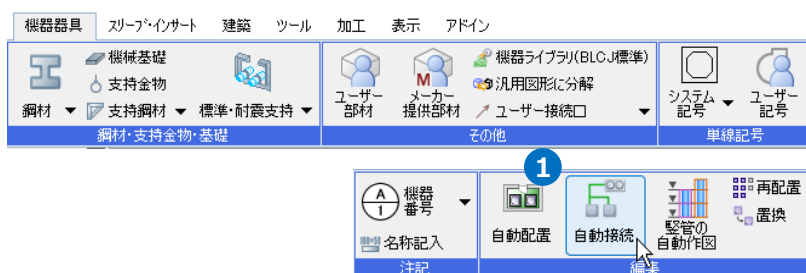 機器器具 スリーブ・インサート 建築 ツール 加工 表示 アドイン
機械基礎
支持金物
鋼材 支持鋼材 標準・耐震支持
鋼材・支持金物・基礎
ユーザー部材
メーカー提供部材
M
機器ライブラリ(BLCJ標準)
汎用図形に分解
ユーザー接続口
その他
システム記号
ユーザー記号
単線記号
1
A
1
機器番号
名称記入
注記
自動配置
自動接続
竪管の自動作図
再配置
置換
編集